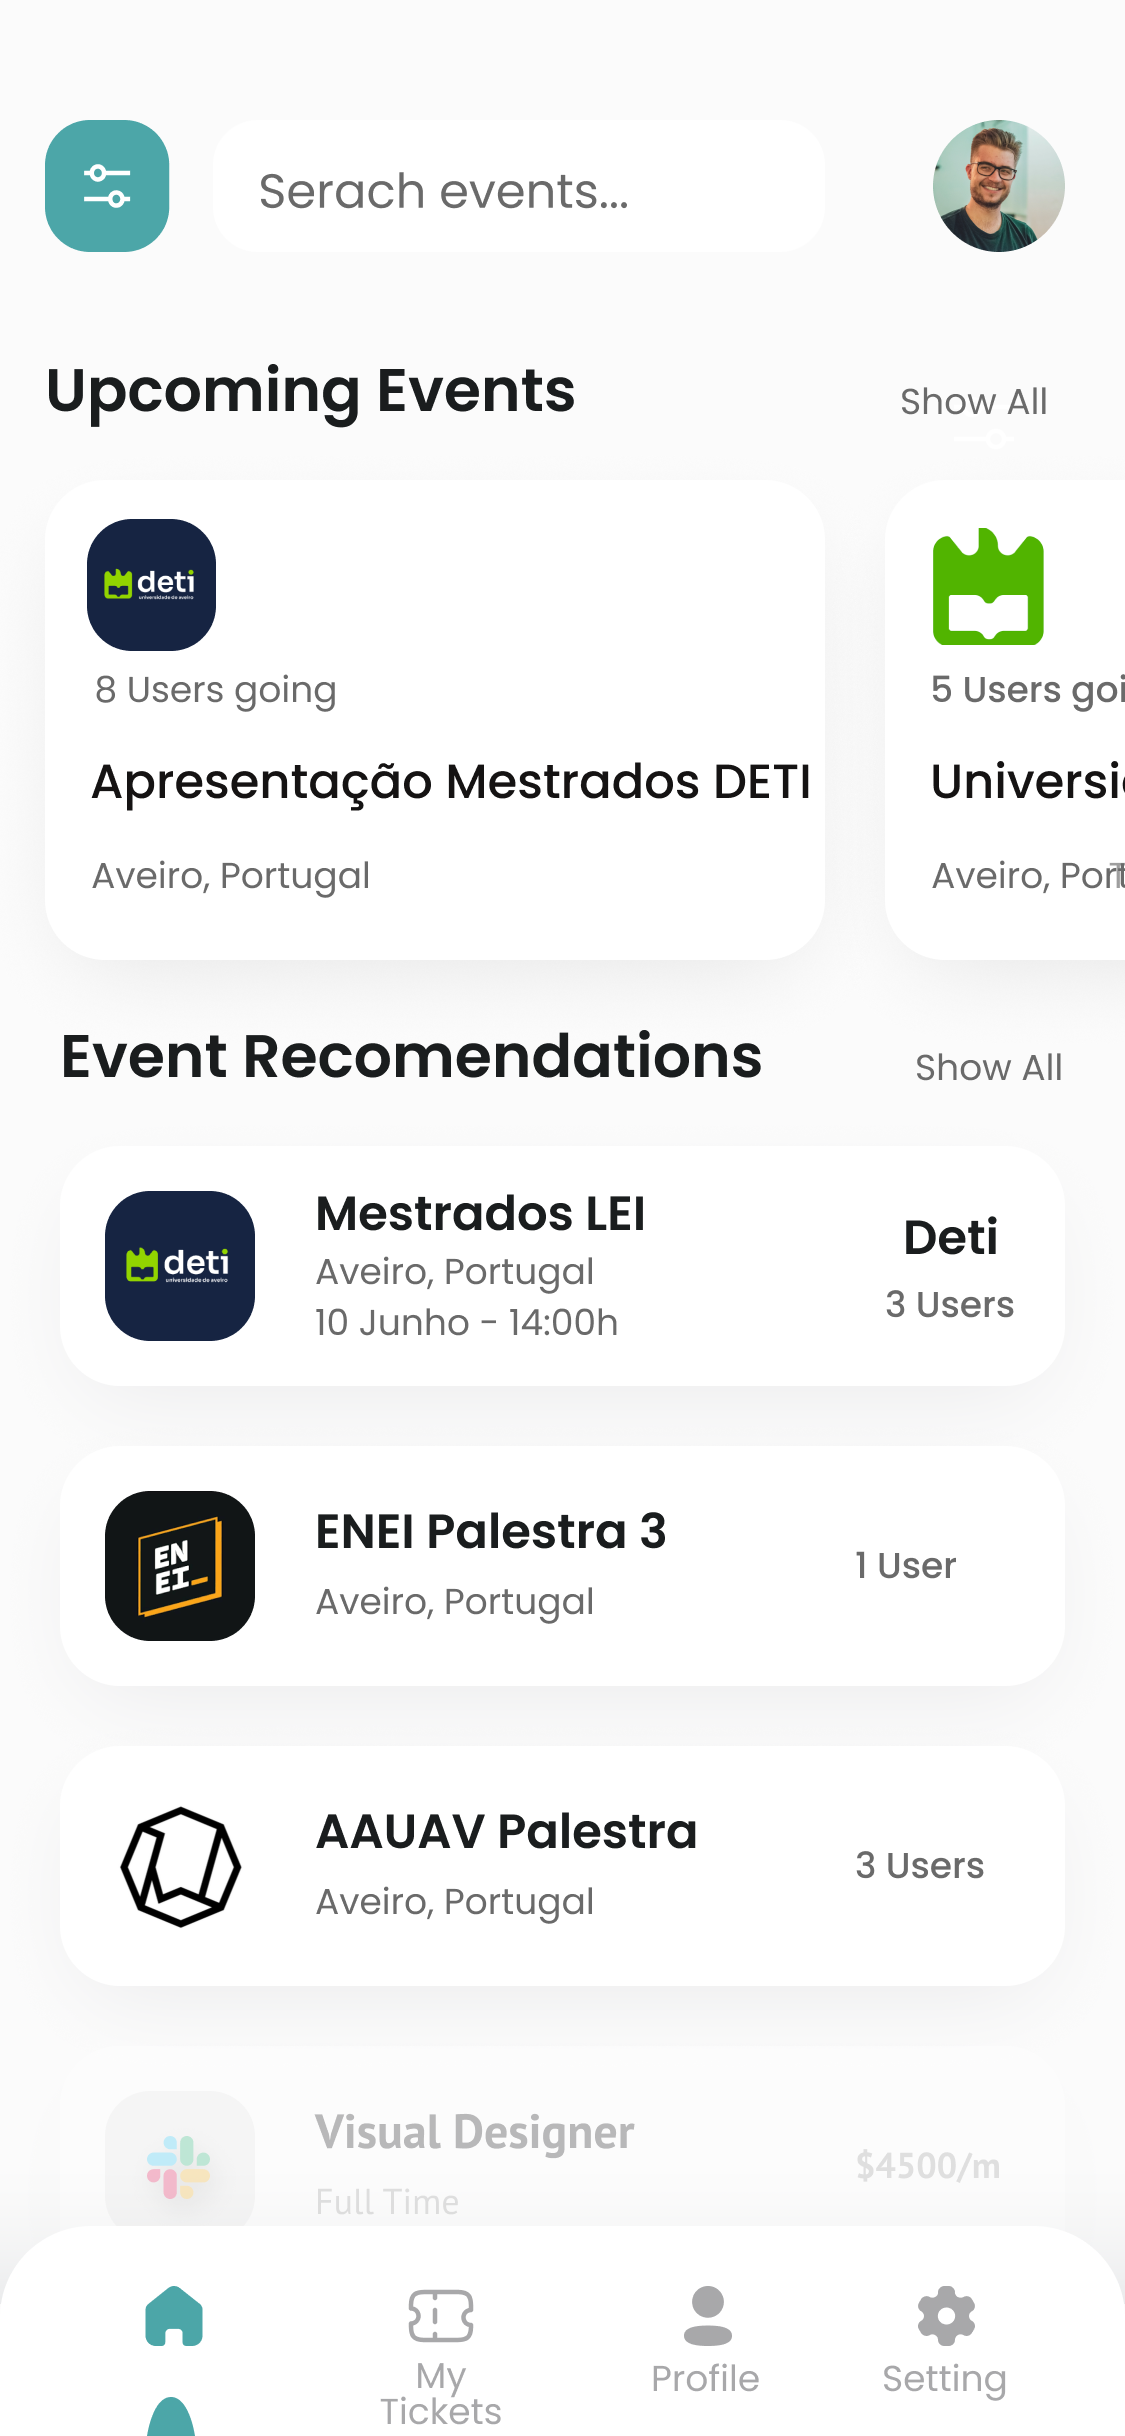 Serach events...
Upcoming Events
Show All
deti
universidade de aveiro
8 Users going
5 Users goi
Apresentação Mestrados DETI
Aveiro, Portugal
Aveiro, Port
Event Recomendations
Show All
deti
universidade de aveiro
Mestrados LEI
Aveiro, Portugal
10 Junho - 14:00h
Deti
3 Users
EN
EI_
ENEI Palestra 3
Aveiro, Portugal
1 User
AAUAV Palestra
Aveiro, Portugal
3 Users
Visual Designer
Full Time
$4500/m
My
Tickets
Profile
Setting